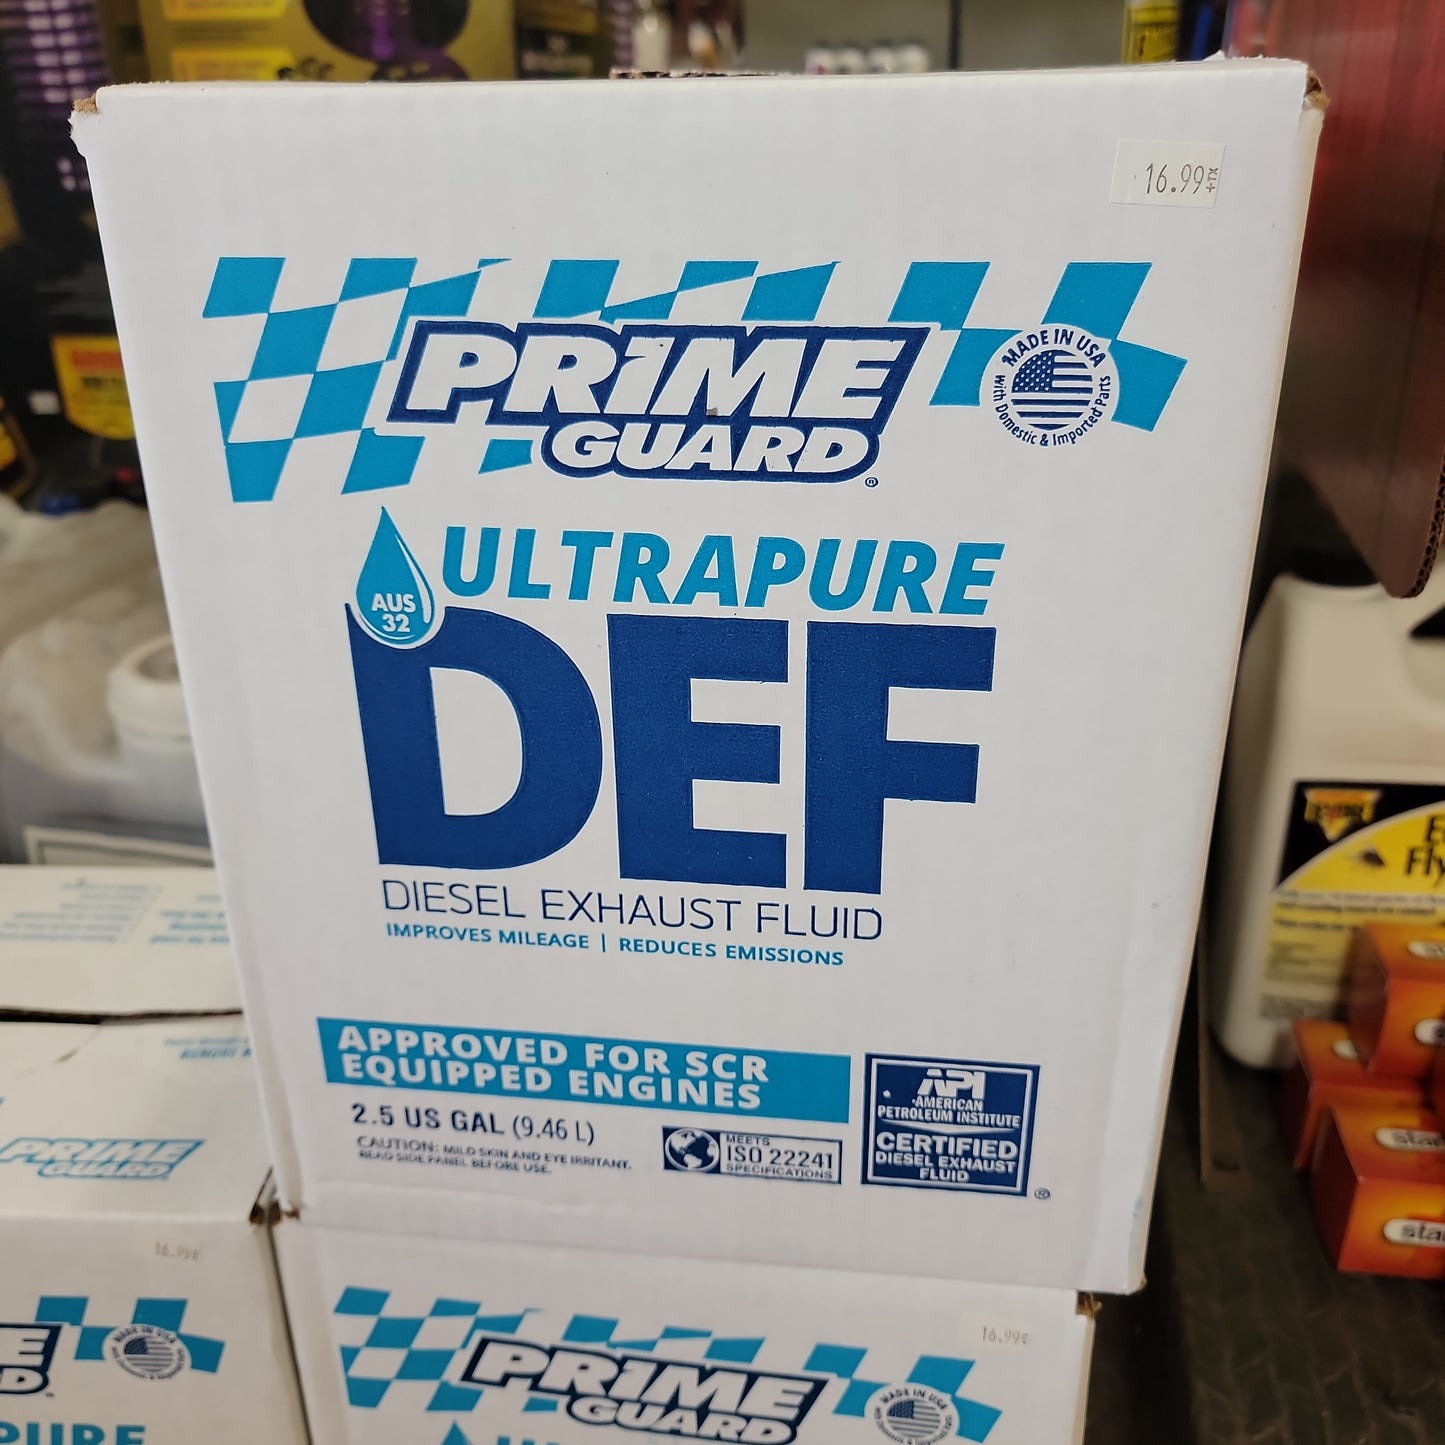 16.99 +TX
PRIME
GUARD®
MADE IN USA
with Domestic & Imported Parts
AUS
32
ULTRAPURE
DEF
DIESEL EXHAUST FLUID
IMPROVES MILEAGE | REDUCES EMISSIONS
APPROVED FOR SCR
EQUIPPED ENGINES
2.5 US GAL (9.46 L)
CAUTION: MILD SKIN AND EYE IRRITANT.
READ SIDE PANEL BEFORE USE.
MEETS
ISO 22241
SPECIFICATIONS
API
AMERICAN
PETROLEUM INSTITUTE
CERTIFIED
DIESEL EXHAUST
FLUID
®
PRIME
GUARD
16.99
MADE IN USA
16.99
PRIME
GUARD
MADE IN USA
Fly
sta